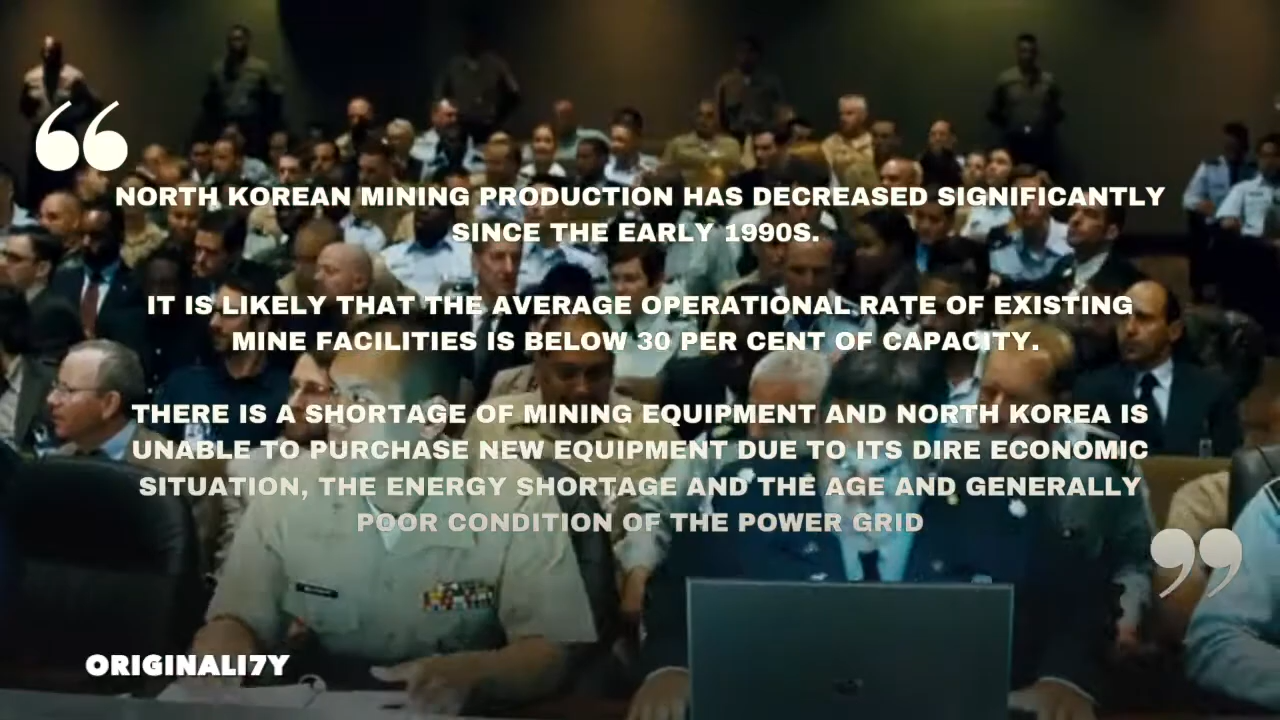 “
NORTH KOREAN MINING PRODUCTION HAS DECREASED SIGNIFICANTLY
SINCE THE EARLY 1990S.
IT IS LIKELY THAT THE AVERAGE OPERATIONAL RATE OF EXISTING
MINE FACILITIES IS BELOW 30 PER CENT OF CAPACITY.
THERE IS A SHORTAGE OF MINING EQUIPMENT AND NORTH KOREA IS
UNABLE TO PURCHASE NEW EQUIPMENT DUE TO ITS DIRE ECONOMIC
SITUATION, THE ENERGY SHORTAGE AND THE AGE AND GENERALLY
POOR CONDITION OF THE POWER GRID
”
ORIGINALI7Y